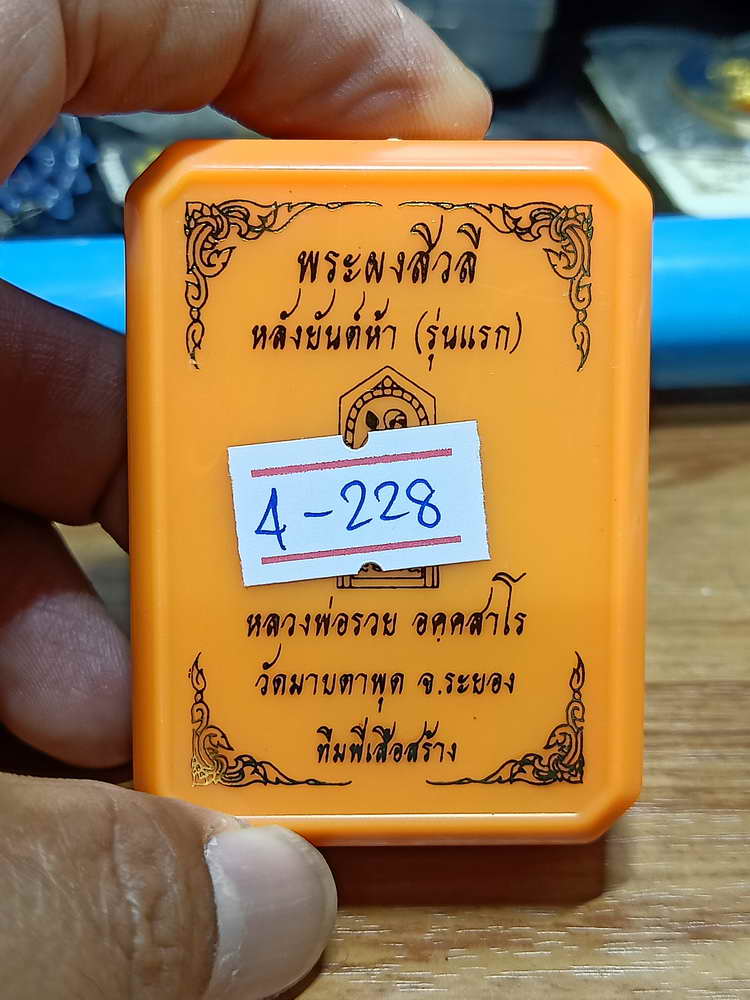 พระผงสีวลี
หลังยันต์ห้า (รุ่นแรก)
4-228
หลวงพ่อรวย อคฺคสาโร
วัดมาบตาพุด จ.ระยอง
ทีมพี่เสือสร้าง